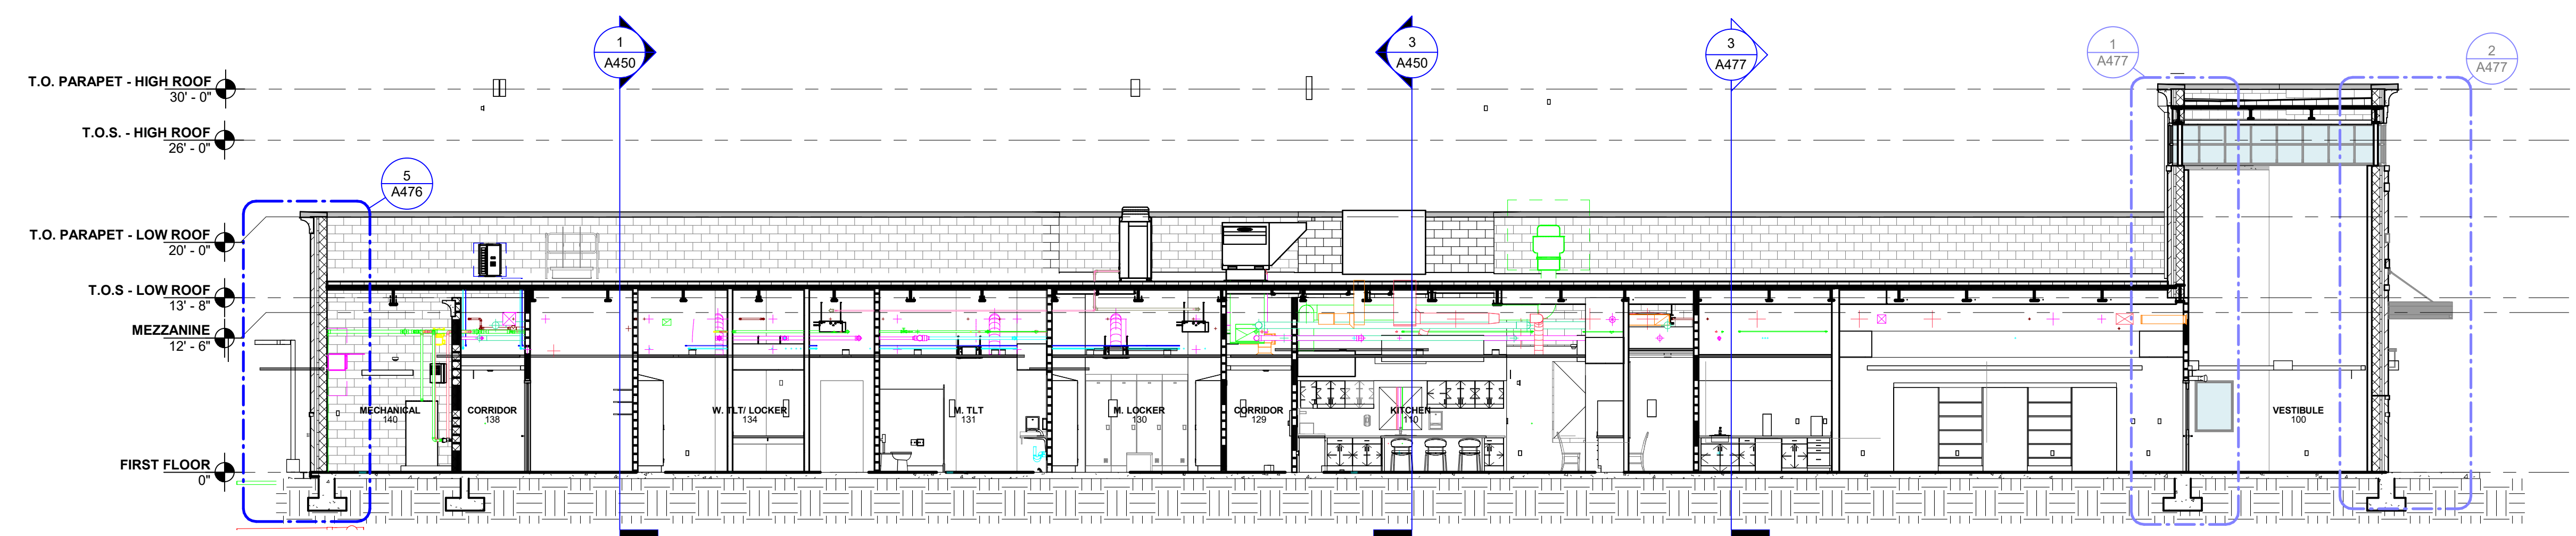 1
A450
3
A450
3
A477
1
A477
2
A477
T.O. PARAPET - HIGH ROOF
30' - 0"
T.O.S. - HIGH ROOF
26' - 0"
5
A476
T.O. PARAPET - LOW ROOF
20' - 0"
T.O.S - LOW ROOF
13' - 8"
MEZZANINE
12' - 6"
FIRST FLOOR
0"
MECHANICAL
140
CORRIDOR
138
W. TLT/ LOCKER
134
M. TLT
131
M. LOCKER
130
CORRIDOR
129
KITCHEN
110
VESTIBULE
100